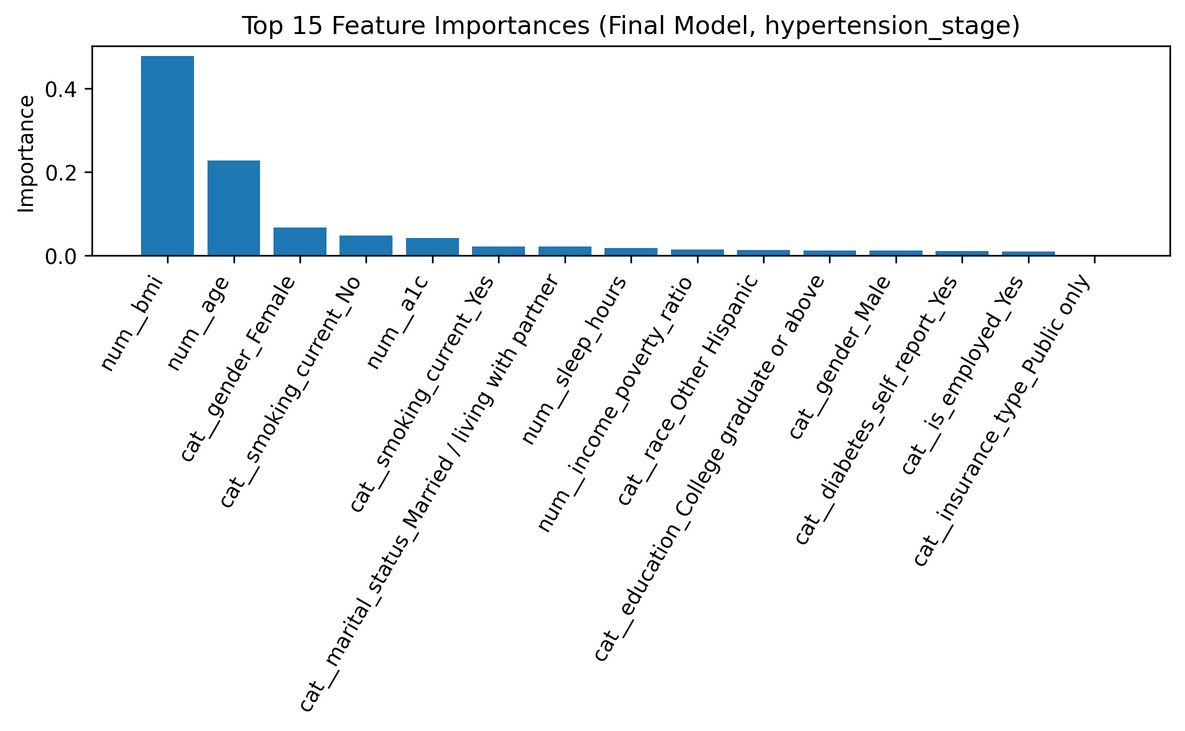 Top 15 Feature Importances (Final Model, hypertension_stage)
Importance
0.4
0.2
0.0
num__bmi
num__age
cat__gender_Female
cat__smoking_current_No
num__a1c
cat__smoking_current_Yes
cat__marital_status_Married / living with partner
num__sleep_hours
num__income_poverty_ratio
cat__race_Other Hispanic
cat__education_College graduate or above
cat__gender_Male
cat__diabetes_self_report_Yes
cat__is_employed_Yes
cat__insurance_type_Public only